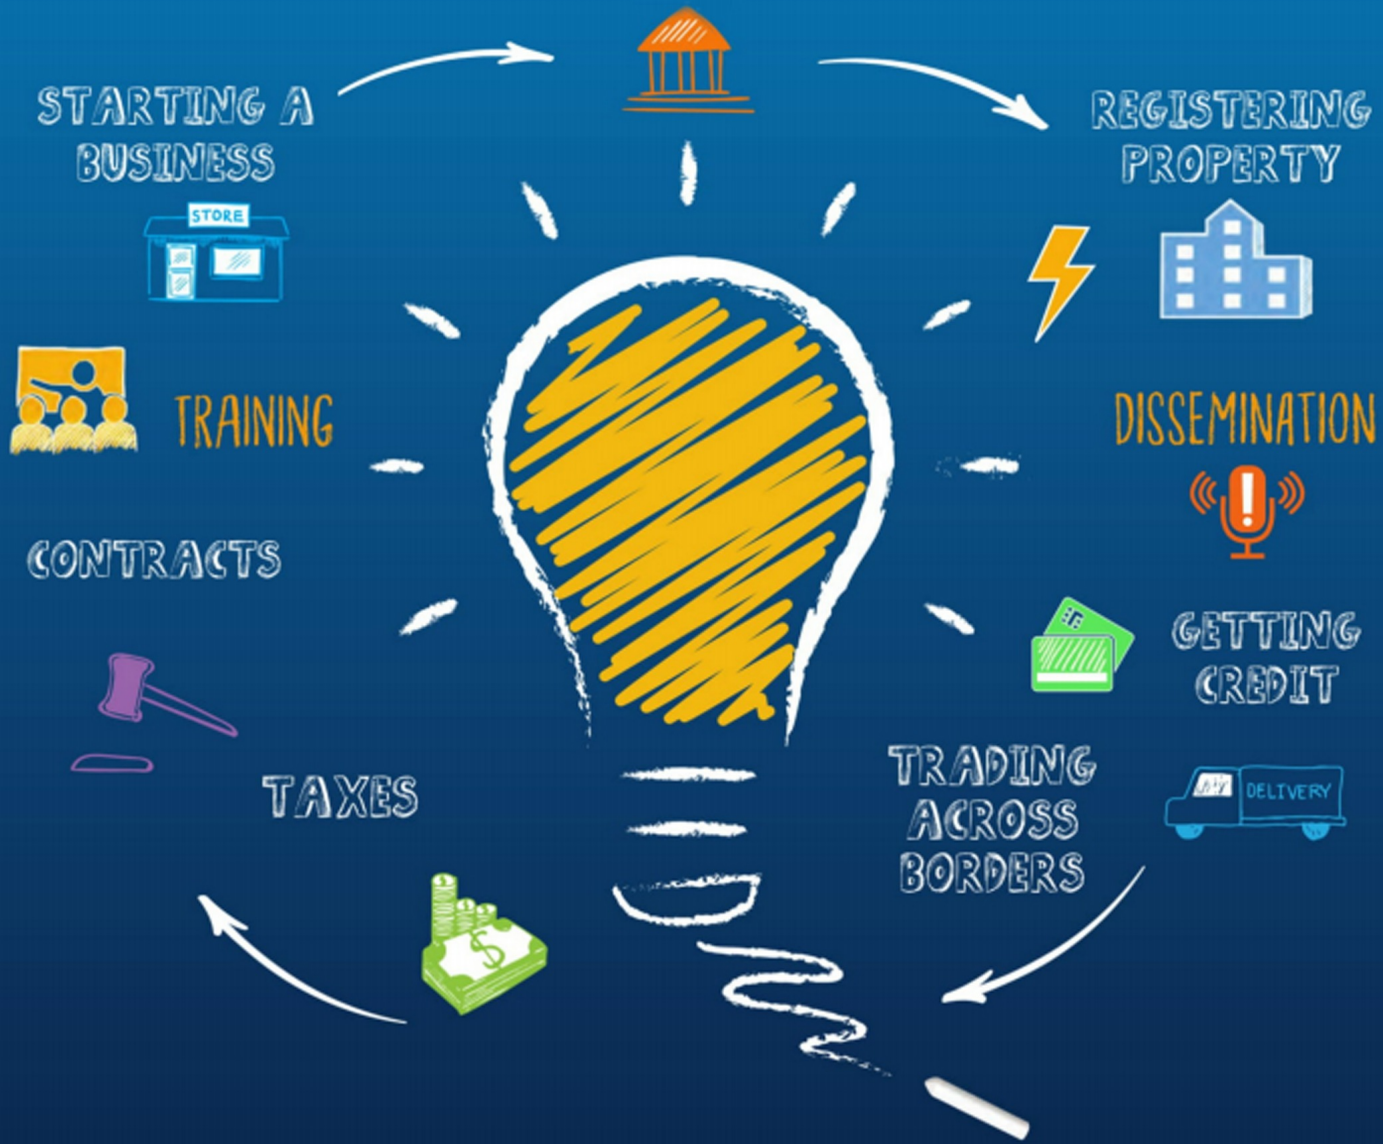 STARTING A
BUSINESS
STORE
REGISTERING
PROPERTY
TRAINING
DISSEMINATION
CONTRACTS
GETTING
CREDIT
TAXES
TRADING
ACROSS
BORDERS
DELIVERY
$